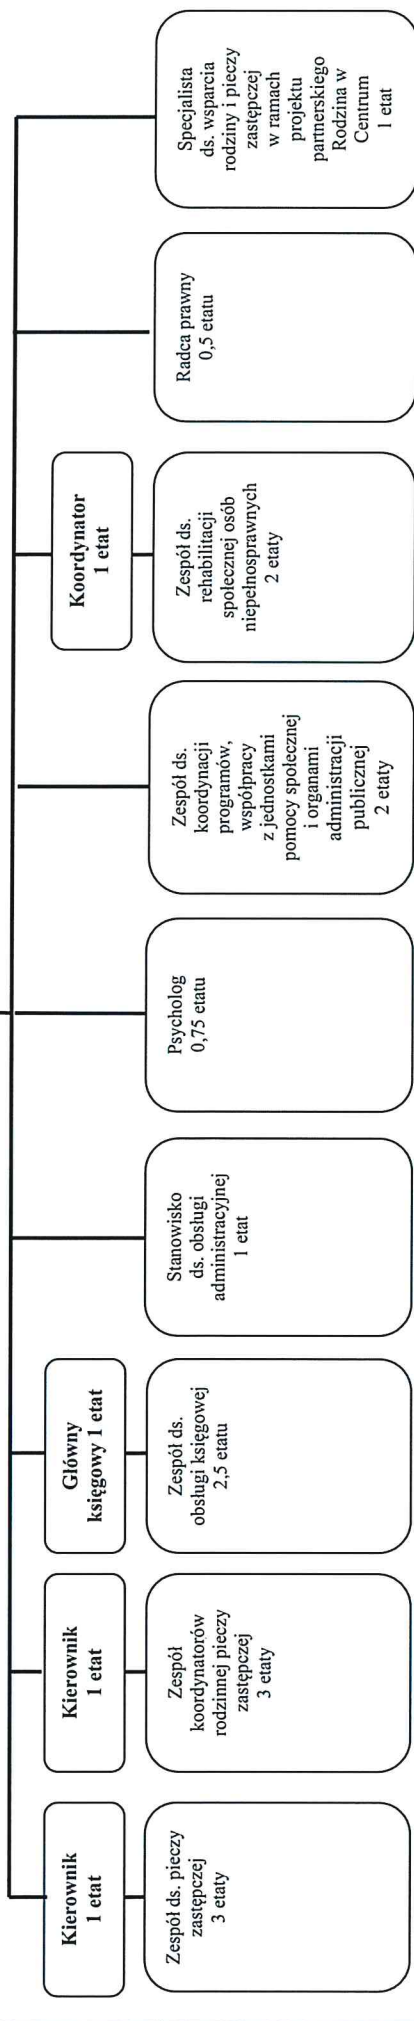 Kierownik
1 etat
Zespół ds. pieczy
zastępczej
3 etaty
Kierownik
1 etat
Zespół
koordynatorów
rodzinnej pieczy
zastępczej
3 etaty
Główny
księgowy 1 etat
Zespół ds.
obsługi księgowej
2,5 etatu
Stanowisko
ds. obsługi
administracyjnej
1 etat
Psycholog
0,75 etatu
Zespół ds.
koordynacji
programów,
współpracy
z jednostkami
pomocy społecznej
i organami
administracji
publicznej
2 etaty
Koordynator
1 etat
Zespół ds.
rehabilitacji
społecznej osób
niepełnosprawnych
2 etaty
Radca prawny
0,5 etatu
Specjalista
ds. wsparcia
rodziny i pieczy
zastępczej
w ramach
projektu
partnerskiego
Rodzina w
Centrum
1 etat